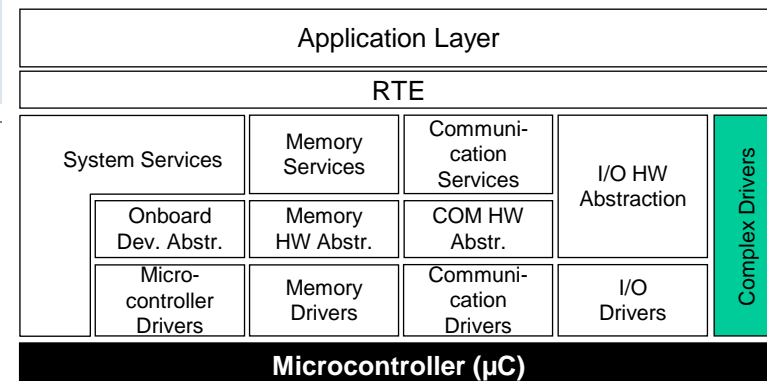 Application Layer
RTE
System Services
Memory
Services
Communi-
cation
Services
I/O HW
Abstraction
Complex Drivers
Onboard
Dev. Abstr.
Memory
HW Abstr.
COM HW
Abstr.
Micro-
controller
Drivers
Memory
Drivers
Communi-
cation
Drivers
I/O
Drivers
Microcontroller (µC)